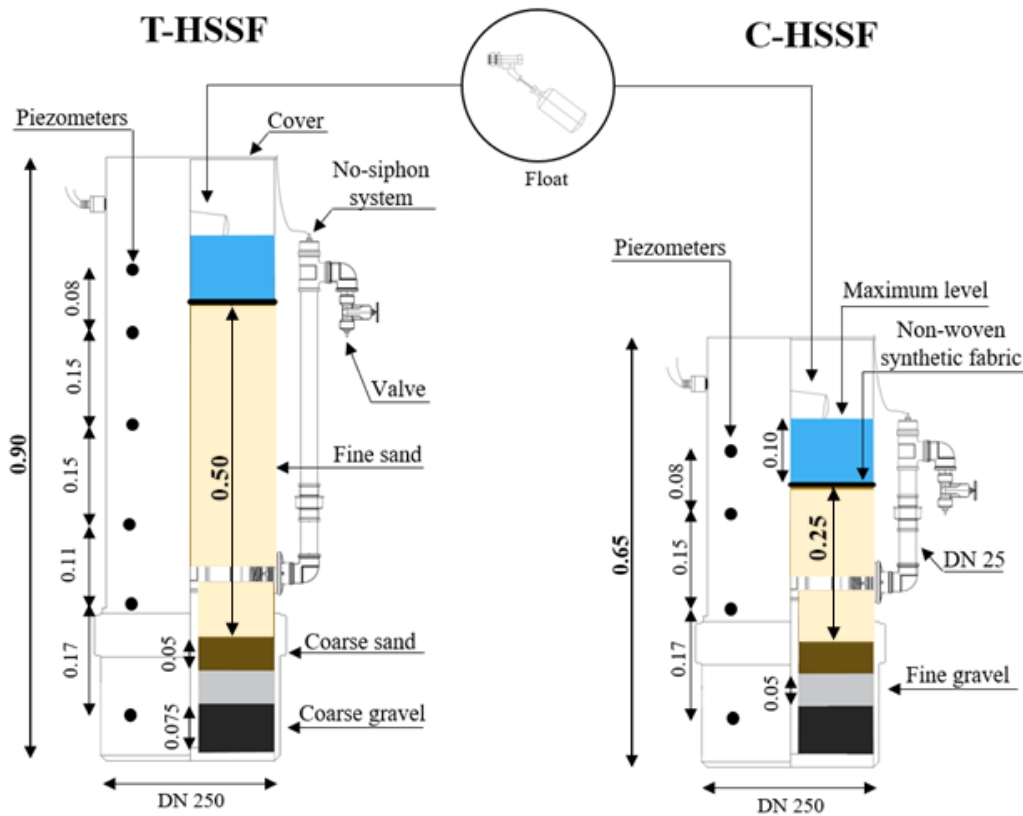 T-HSSF
C-HSSF
Piezometers
Cover
No-siphon
system
Float
Piezometers
Maximum level
Non-woven
synthetic fabric
Valve
Fine sand
DN 25
Coarse sand
Fine gravel
Coarse gravel
0.90
0.08
0.15
0.15
0.11
0.17
0.50
0.05
0.075
DN 250
0.65
0.08
0.15
0.17
0.10
0.25
0.05
DN 250